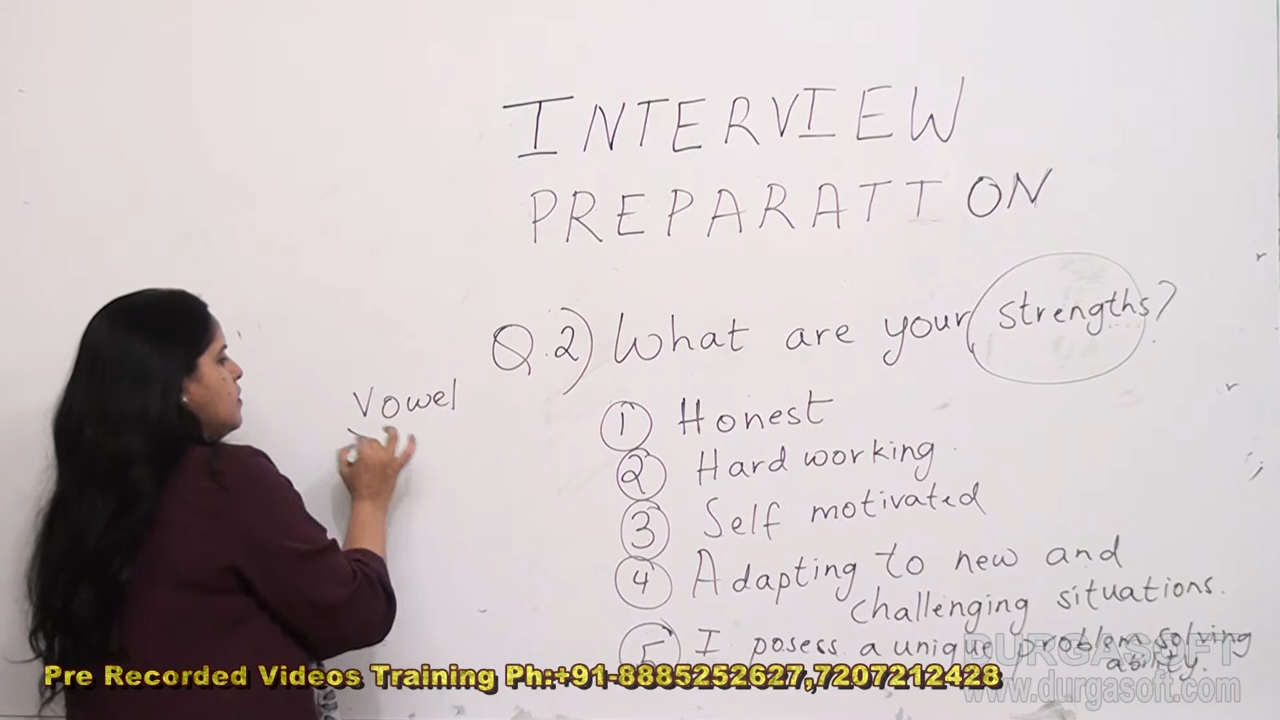 INTERVIEW
PREPARATION
Q.2) What are your strengths?
Vowel
1 Honest
2 Hard working
3 Self motivated
4 Adapting to new and
challenging situations.
5 I posess a unique problem solving
ability.
DURGASOFT
www.durgasoft.com
Pre Recorded Videos Training Ph:+91-8885252627,7207212428